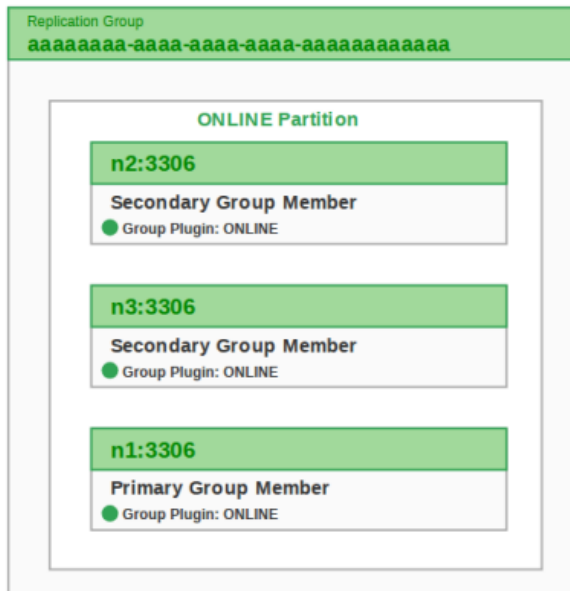 Replication Group
aaaaaaaa-aaaa-aaaa-aaaa-aaaaaaaaaaaa
ONLINE Partition
n2:3306
Secondary Group Member
Group Plugin: ONLINE
n3:3306
Secondary Group Member
Group Plugin: ONLINE
n1:3306
Primary Group Member
Group Plugin: ONLINE